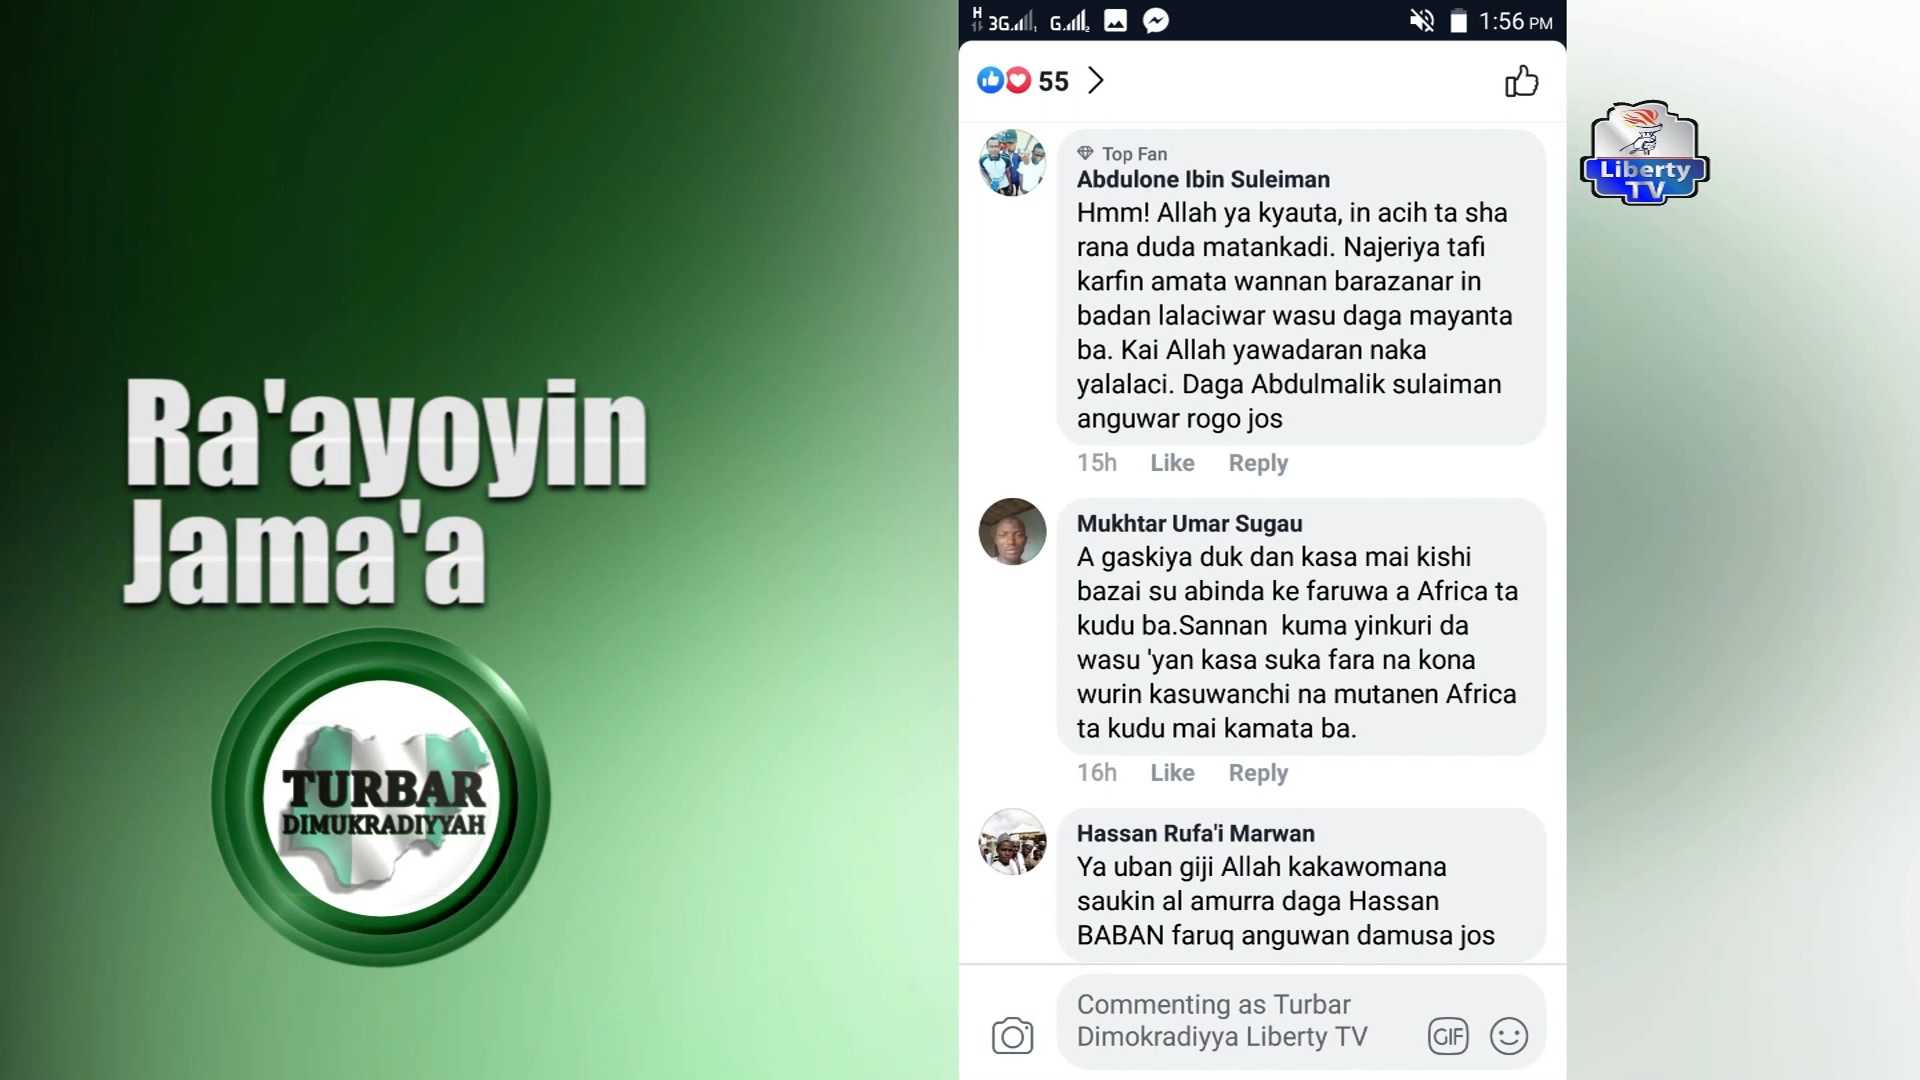 Ra'ayoyin
Jama'a
TURBAR
DIMUKRADIYYAH
H
3G
G
1:56 PM
55
Top Fan
Abdulone Ibin Suleiman
Hmm! Allah ya kyauta, in acih ta sha
rana duda matankadi. Najeriya tafi
karfin amata wannan barazanar in
badan lalaciwar wasu daga mayanta
ba. Kai Allah yawadaran naka
yalalaci. Daga Abdulmalik sulaiman
anguwar rogo jos
15h Like Reply
Mukhtar Umar Sugau
A gaskiya duk dan kasa mai kishi
bazai su abinda ke faruwa a Africa ta
kudu ba.Sannan  kuma yinkuri da
wasu 'yan kasa suka fara na kona
wurin kasuwanchi na mutanen Africa
ta kudu mai kamata ba.
16h Like Reply
Hassan Rufa'i Marwan
Ya uban giji Allah kakawomana
saukin al amurra daga Hassan
BABAN faruq anguwan damusa jos
Commenting as Turbar
Dimokradiyya Liberty TV
GIF
Liberty
TV